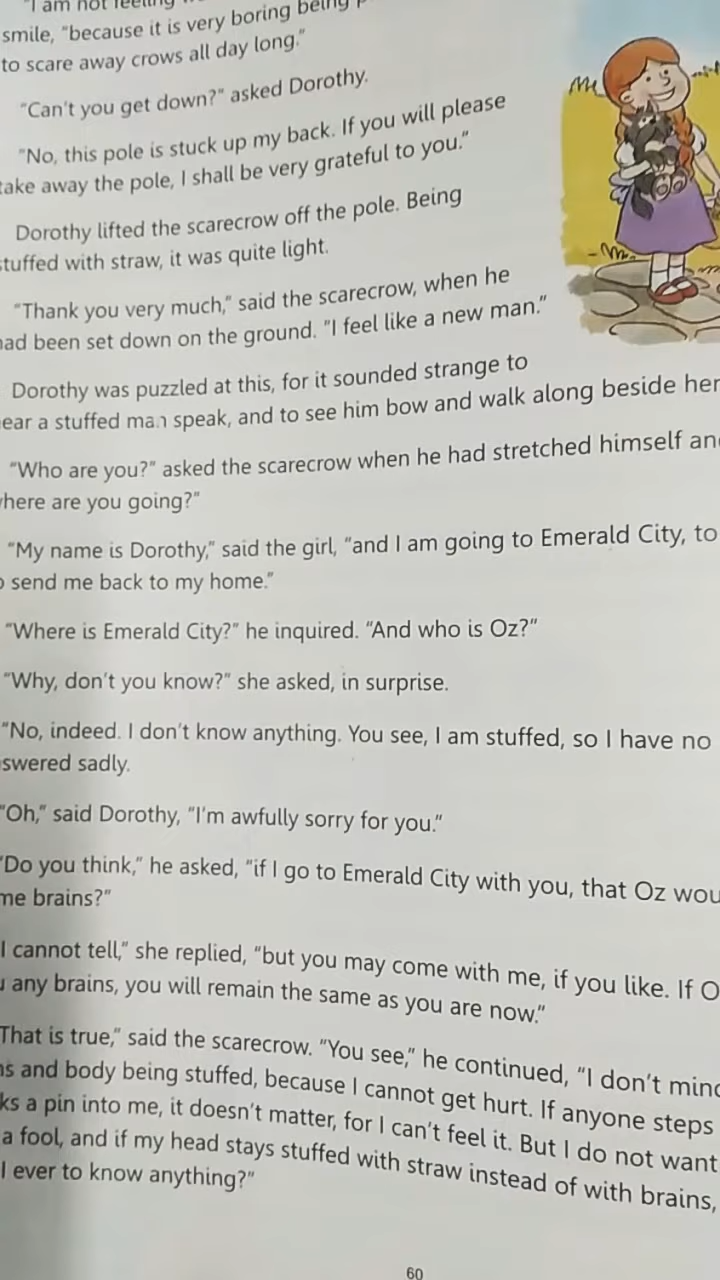 "I am not feeling
smile, "because it is very boring being
to scare away crows all day long."
"Can't you get down?" asked Dorothy.
"No, this pole is stuck up my back. If you will please
take away the pole, I shall be very grateful to you."
Dorothy lifted the scarecrow off the pole. Being
stuffed with straw, it was quite light.
"Thank you very much," said the scarecrow, when he
had been set down on the ground. "I feel like a new man."
Dorothy was puzzled at this, for it sounded strange to
ear a stuffed man speak, and to see him bow and walk along beside her
"Who are you?" asked the scarecrow when he had stretched himself an
here are you going?"
"My name is Dorothy," said the girl, "and I am going to Emerald City, to
send me back to my home."
"Where is Emerald City?" he inquired. "And who is Oz?"
"Why, don't you know?" she asked, in surprise.
"No, indeed. I don't know anything. You see, I am stuffed, so I have no
swered sadly.
"Oh," said Dorothy, "I'm awfully sorry for you."
"Do you think," he asked, "if I go to Emerald City with you, that Oz wou
me brains?"
I cannot tell," she replied, "but you may come with me, if you like. If O
any brains, you will remain the same as you are now."
That is true," said the scarecrow. "You see," he continued, "I don't mind
s and body being stuffed, because I cannot get hurt. If anyone steps
ks a pin into me, it doesn't matter, for I can't feel it. But I do not want
a fool, and if my head stays stuffed with straw instead of with brains,
I ever to know anything?"
60